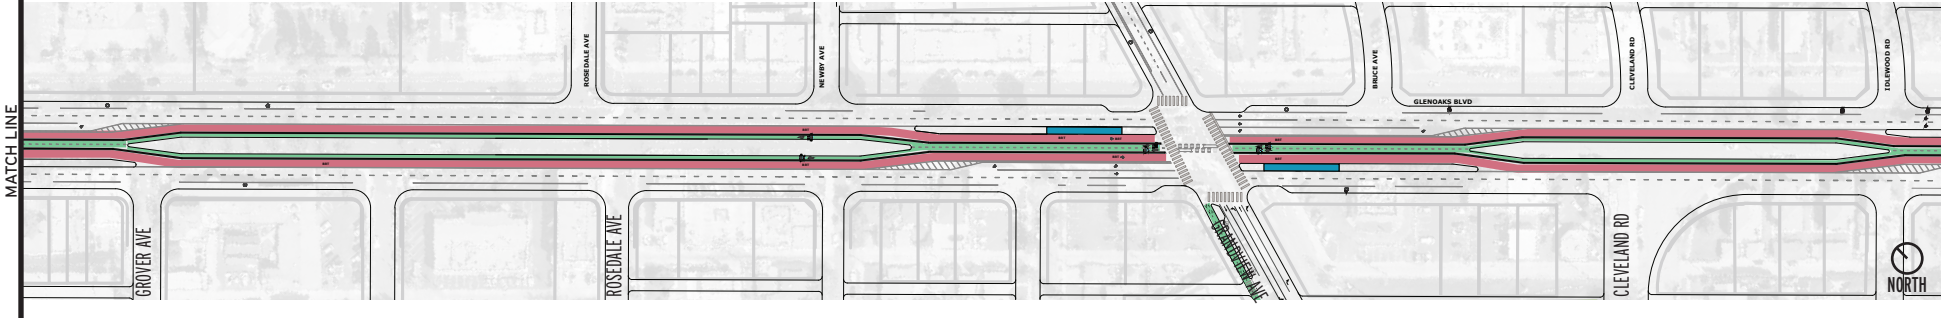 MATCH LINE
ROSEDALE AVE
NEWBY AVE
BRUCE AVE
CLEVELAND RD
IDLEWOOD RD
GLENOAKS BLVD
GROVER AVE
ROSEDALE AVE
GRANDVIEW AVE
CLEVELAND RD
NORTH